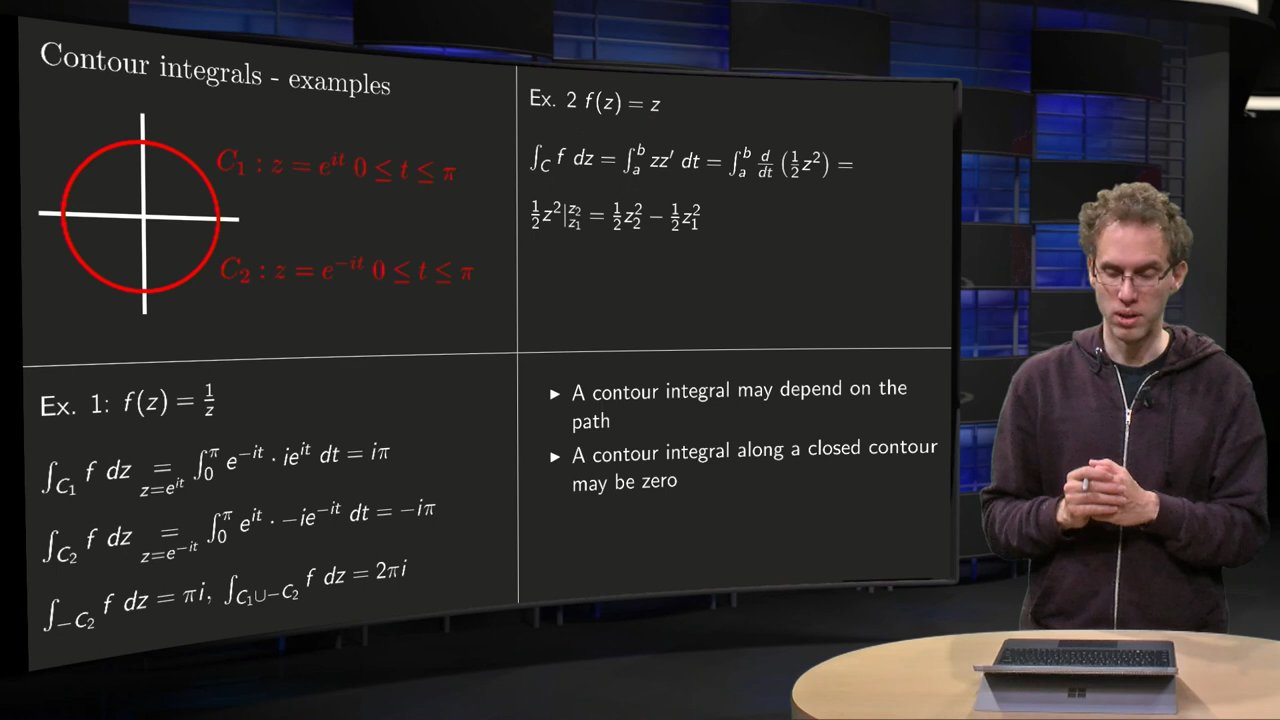 Contour integrals - examples
C₁ : z = e^{it} 0 ≤ t ≤ π
C₂ : z = e^{-it} 0 ≤ t ≤ π
Ex. 2 f(z) = z
∫_C f dz = ∫_a^b zz′ dt = ∫_a^b d/dt (½z²) =
½z²|_{z₁}^{z₂} = ½z₂² − ½z₁²
Ex. 1: f(z) = 1/z
∫_{C₁} f dz =_{z=e^{it}} ∫_0^π e^{-it} · ie^{it} dt = iπ
∫_{C₂} f dz =_{z=e^{-it}} ∫_0^π e^{it} · −ie^{-it} dt = −iπ
∫_{−C₂} f dz = πi, ∫_{C₁∪−C₂} f dz = 2πi
▶ A contour integral may depend on the
path
▶ A contour integral along a closed contour
may be zero